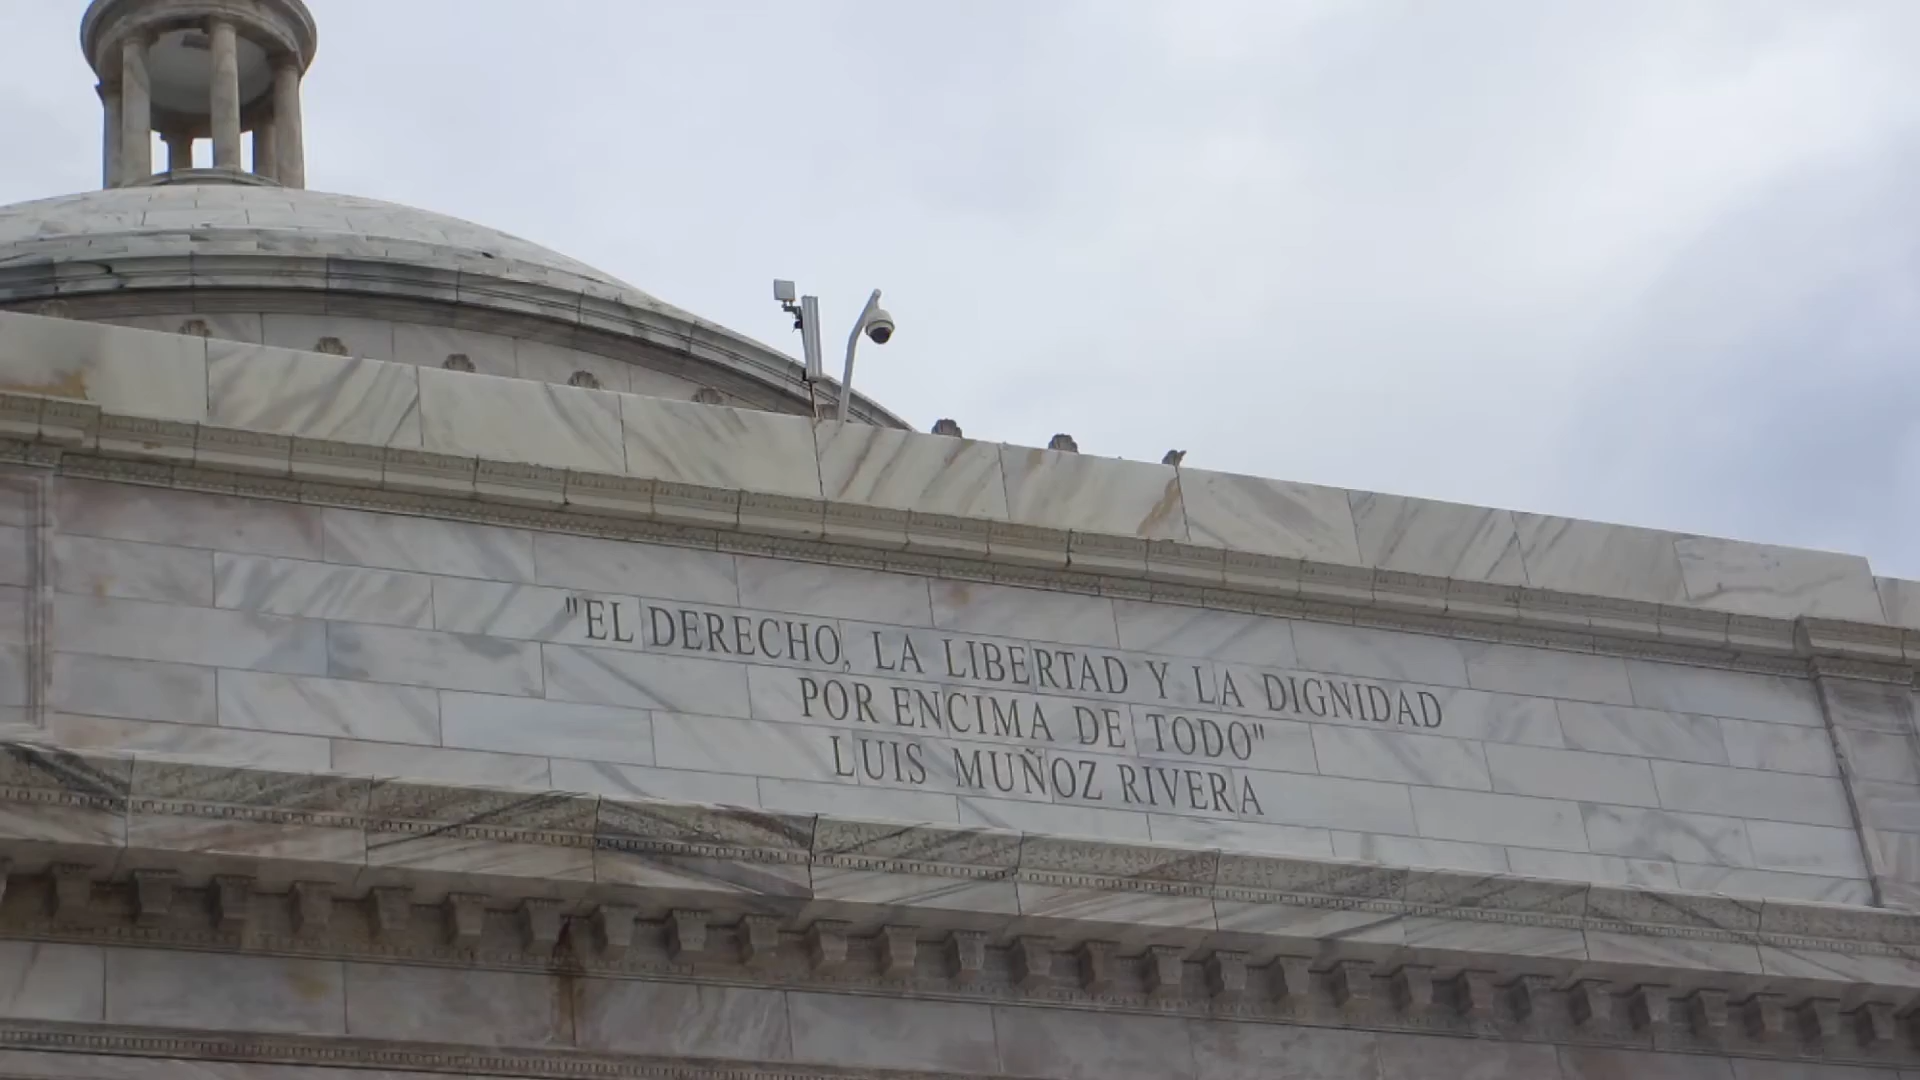 "EL DERECHO, LA LIBERTAD Y LA DIGNIDAD
POR ENCIMA DE TODO"
LUIS MUÑOZ RIVERA